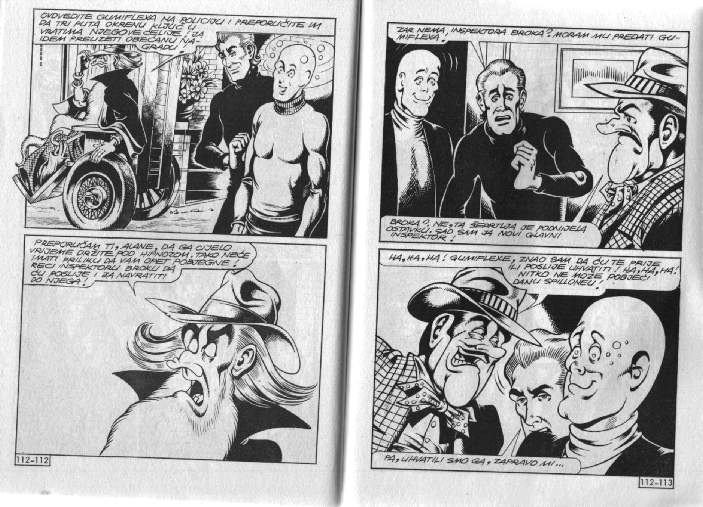 ODVEDITE GUMIFLEXA NA POLICIJU I PREPORUČITE IM
DA TRI PUTA OKRENU KLJUČ U
VRATIMA NJEGOVE ĆELIJE! JA
IDEM PREUZETI OBEĆANU NA-
GRADU!
PREPORUČAM TI, ALANE, DA GA CIJELO
VRIJEME DRŽITE POD HIPNOZOM. TAKO NEĆE
IMATI PRILIKU DA VAM OPET POBJEGNE!
RECI INSPEKTORU BROKU DA
ĆU POSLIJE I ZA NAVRATITI
DO NJEGA!
112-112
ZAR NEMA INSPEKTORA BROKA? MORAM MU PREDATI GU-
MIFLEXA!
BROKA? NE, TA ŠEPRTLJA JE PODNIJELA
OSTAVKU. SAD SAM JA NOVI GLAVNI
INSPEKTOR!
HA, HA, HA! GUMIFLEXE, ZNAO SAM DA ĆU TE PRIJE
ILI POSLIJE UHVATITI! HA, HA, HA!
NITKO NE MOŽE POBJEĆI
DANU SPILLONEU!
PA, UHVATILI SMO GA, ZAPRAVO MI...
112-113